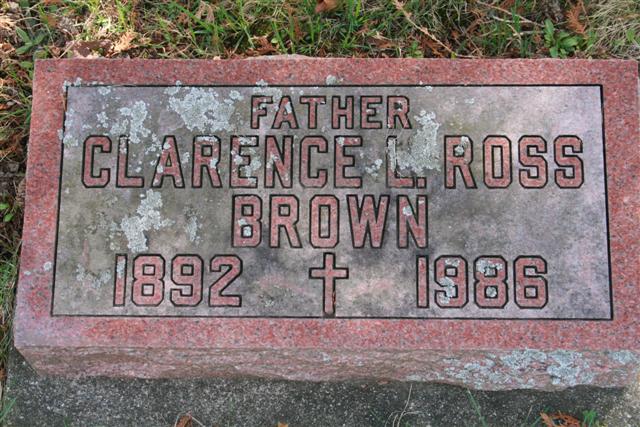 FATHER
CLARENCE L. ROSS
BROWN
1892 1986